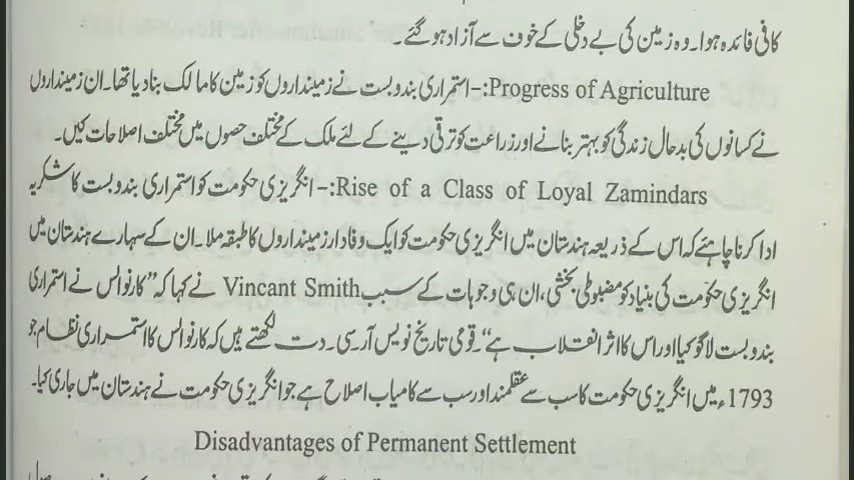 کافی فائدہ ہوا۔ وہ زمین کی بے دخلی کے خوف سے آزاد ہو گئے۔
Progress of Agriculture:- استمراری بندوبست نے زمینداروں کو زمین کا مالک بنا دیا تھا۔ ان زمینداروں
نے کسانوں کی بدحال زندگی کو بہتر بنانے اور زراعت کو ترقی دینے کے لئے ملک کے مختلف حصوں میں مختلف اصلاحات کیں۔
Rise of a Class of Loyal Zamindars:- انگریزی حکومت کو استمراری بندوبست کا شکریہ
ادا کرنا چاہئے کہ اس کے ذریعہ ہندستان میں انگریزی حکومت کو ایک وفادار زمینداروں کا طبقہ ملا۔ ان کے سہارے ہندستان میں
انگریزی حکومت کی بنیاد کو مضبوطی بخشی، ان ہی وجوہات کے سبب Vincant Smith نے کہا کہ ”کارنوالس نے استمراری
بندوبست لاگو کیا اور اس کا اثر انقلاب ہے“۔ قومی تاریخ نویس آر۔سی۔ دت لکھتے ہیں کہ کارنوالس کا استمراری نظام جو
1793ء میں انگریزی حکومت کا سب سے عقلمند اور سب سے کامیاب اصلاح ہے جو انگریزی حکومت نے ہندستان میں جاری کیا۔
Disadvantages of Permanent Settlement